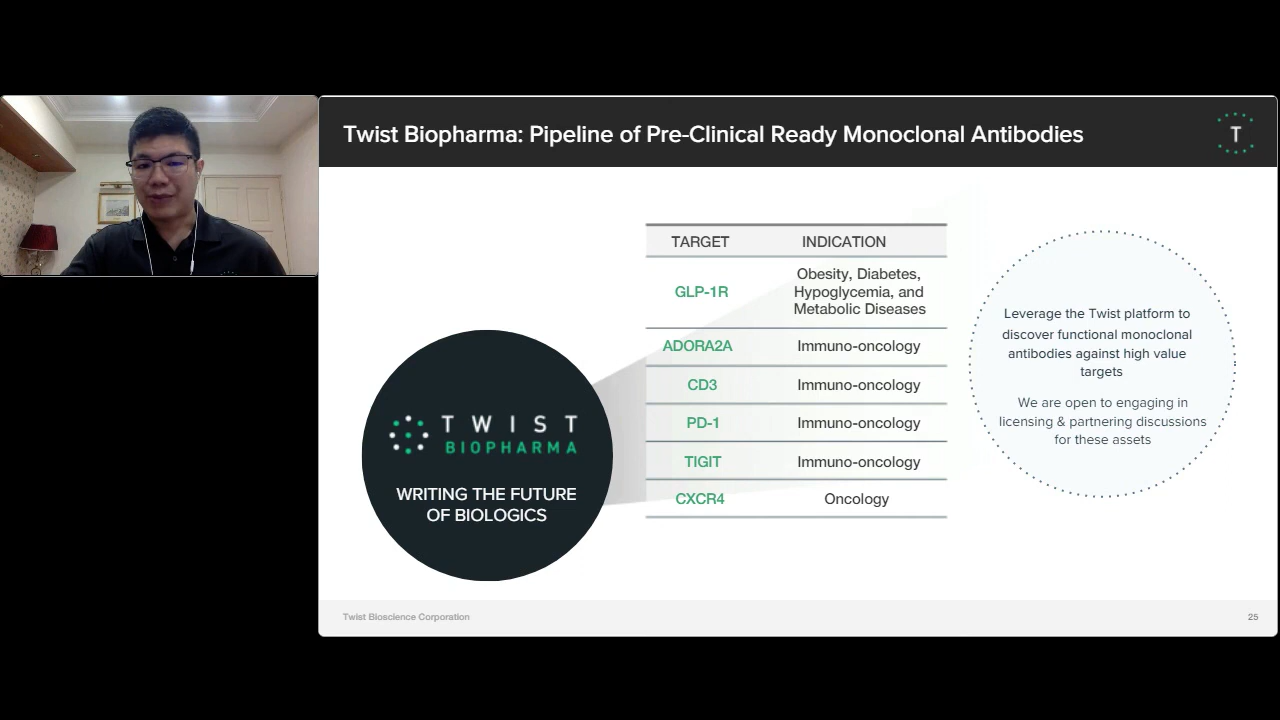 Twist Biopharma: Pipeline of Pre-Clinical Ready Monoclonal Antibodies
T
TARGET INDICATION
GLP-1R Obesity, Diabetes,
Hypoglycemia, and
Metabolic Diseases
ADORA2A Immuno-oncology
CD3 Immuno-oncology
PD-1 Immuno-oncology
TIGIT Immuno-oncology
CXCR4 Oncology
TWIST
BIOPHARMA
WRITING THE FUTURE
OF BIOLOGICS
Leverage the Twist platform to
discover functional monoclonal
antibodies against high value
targets
We are open to engaging in
licensing & partnering discussions
for these assets
Twist Bioscience Corporation
25